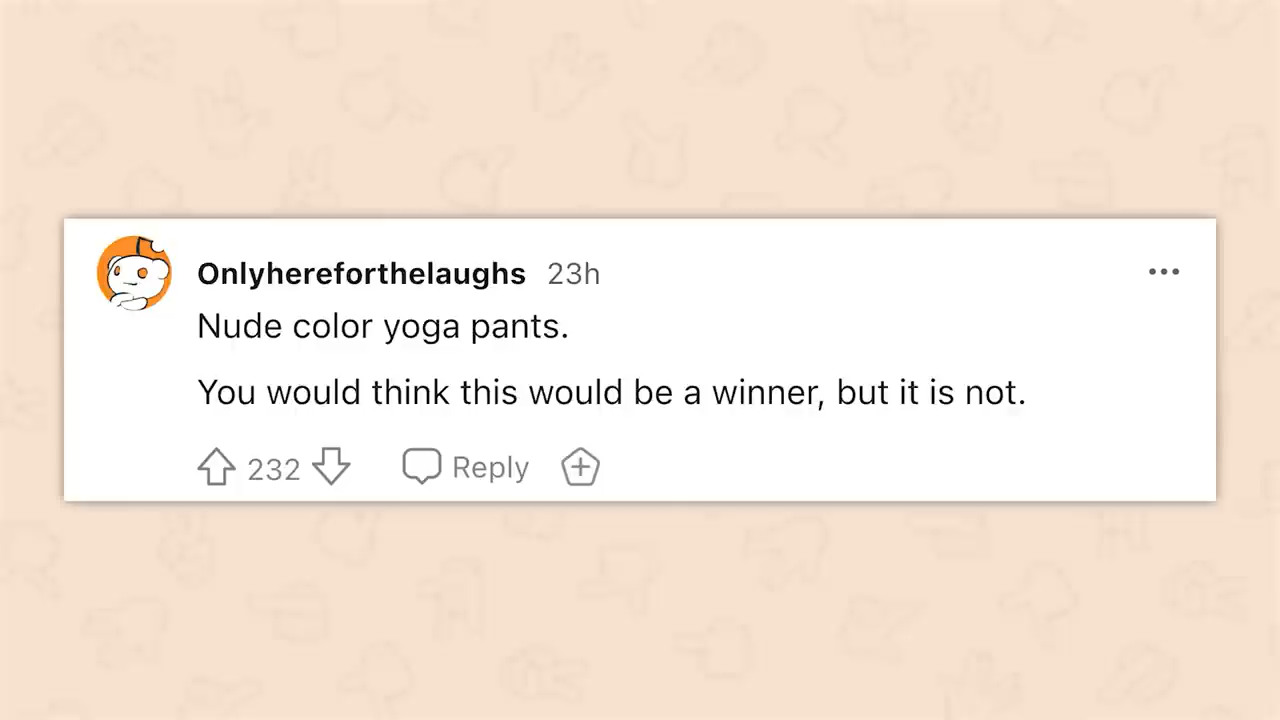 Onlyhereforthelaughs 23h
Nude color yoga pants.
You would think this would be a winner, but it is not.
232 Reply